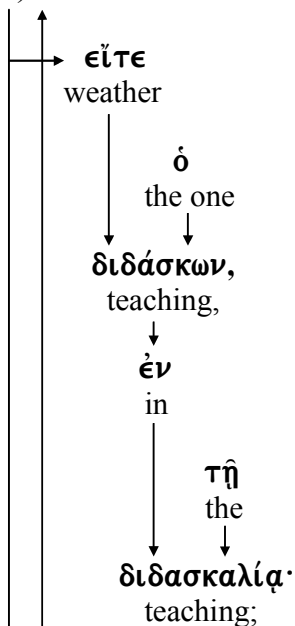 εἴτε
weather
ὁ
the one
διδάσκων,
teaching,
ἐν
in
τῇ
the
διδασκαλίᾳ·
teaching;